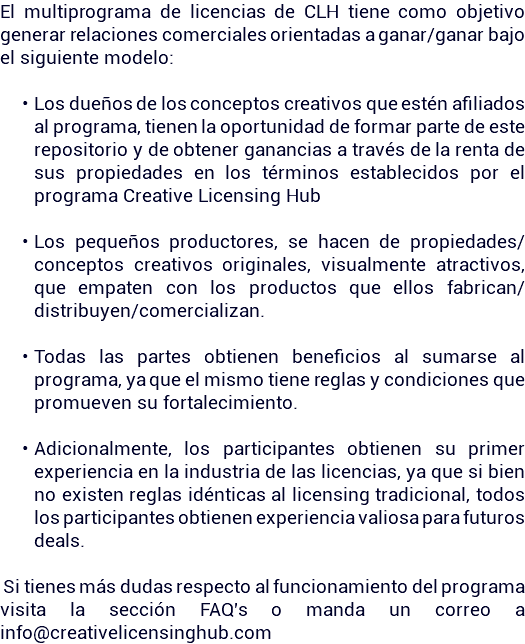 El multiprograma de licencias de CLH tiene como objetivo
generar relaciones comerciales orientadas a ganar/ganar bajo
el siguiente modelo:
• Los dueños de los conceptos creativos que estén afiliados
al programa, tienen la oportunidad de formar parte de este
repositorio y de obtener ganancias a través de la renta de
sus propiedades en los términos establecidos por el
programa Creative Licensing Hub
• Los pequeños productores, se hacen de propiedades/
conceptos creativos originales, visualmente atractivos,
que empaten con los productos que ellos fabrican/
distribuyen/comercializan.
• Todas las partes obtienen beneficios al sumarse al
programa, ya que el mismo tiene reglas y condiciones que
promueven su fortalecimiento.
• Adicionalmente, los participantes obtienen su primer
experiencia en la industria de las licencias, ya que si bien
no existen reglas idénticas al licensing tradicional, todos
los participantes obtienen experiencia valiosa para futuros
deals.
Si tienes más dudas respecto al funcionamiento del programa
visita la sección FAQ's o manda un correo a
info@creativelicensinghub.com